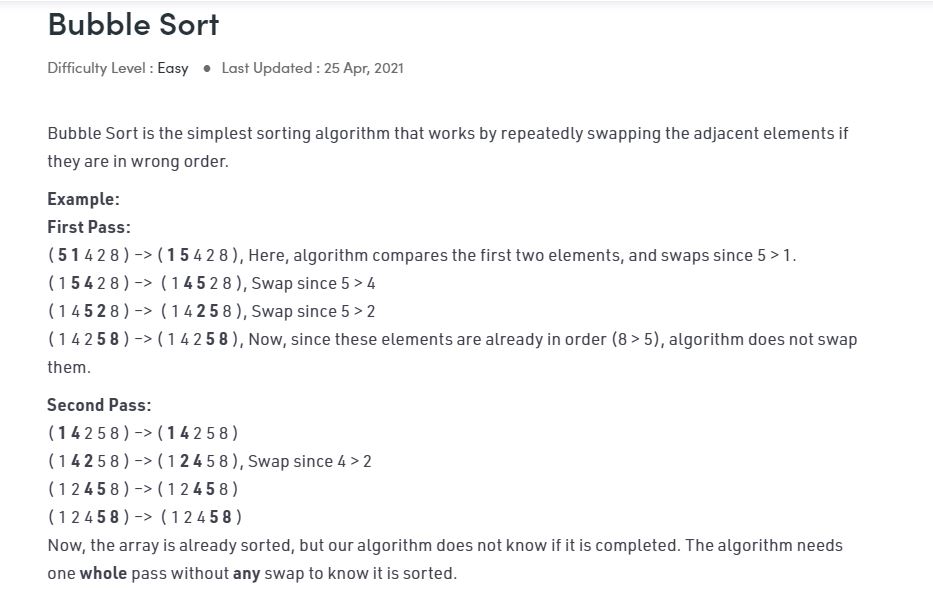 Bubble Sort
Difficulty Level : Easy ● Last Updated : 25 Apr, 2021
Bubble Sort is the simplest sorting algorithm that works by repeatedly swapping the adjacent elements if
they are in wrong order.
Example:
First Pass:
( 5 1 4 2 8 ) –> ( 1 5 4 2 8 ), Here, algorithm compares the first two elements, and swaps since 5 > 1.
( 1 5 4 2 8 ) –>  ( 1 4 5 2 8 ), Swap since 5 > 4
( 1 4 5 2 8 ) –>  ( 1 4 2 5 8 ), Swap since 5 > 2
( 1 4 2 5 8 ) –> ( 1 4 2 5 8 ), Now, since these elements are already in order (8 > 5), algorithm does not swap
them.
Second Pass:
( 1 4 2 5 8 ) –> ( 1 4 2 5 8 )
( 1 4 2 5 8 ) –> ( 1 2 4 5 8 ), Swap since 4 > 2
( 1 2 4 5 8 ) –> ( 1 2 4 5 8 )
( 1 2 4 5 8 ) –>  ( 1 2 4 5 8 )
Now, the array is already sorted, but our algorithm does not know if it is completed. The algorithm needs
one whole pass without any swap to know it is sorted.